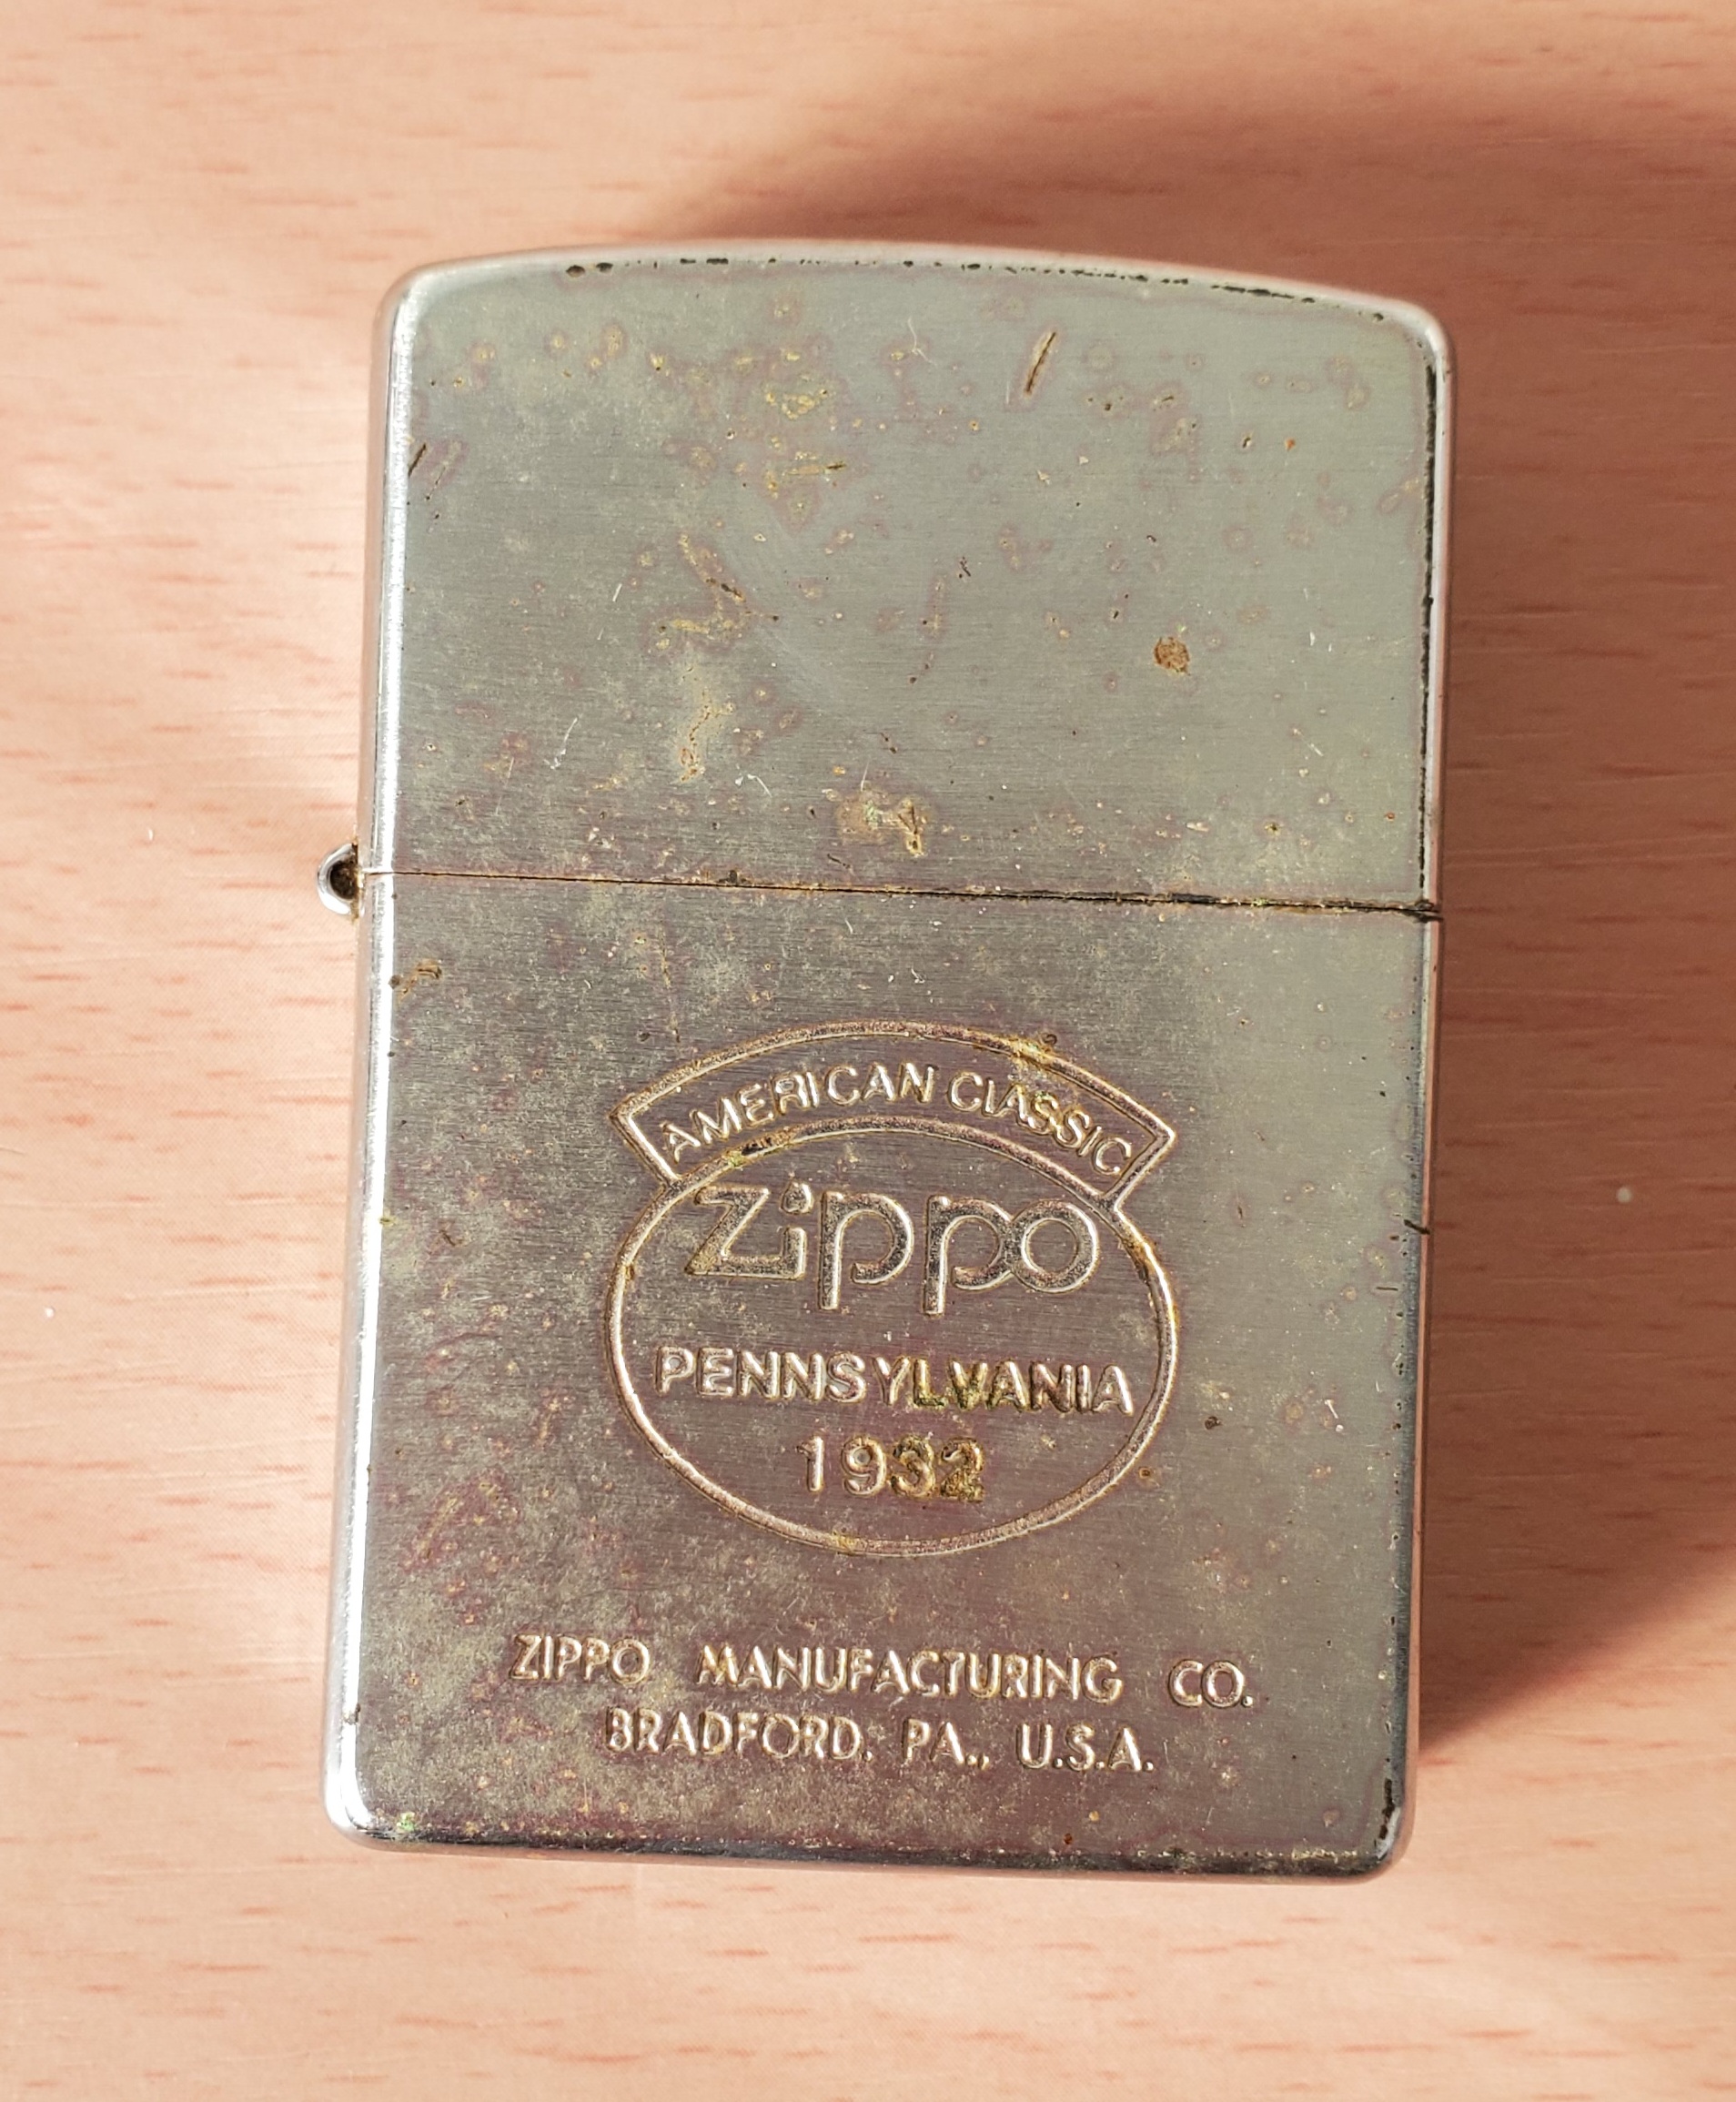 AMERICAN CLASSIC
Zippo
PENNSYLVANIA
1932
ZIPPO MANUFACTURING CO.
BRADFORD, PA., U.S.A.